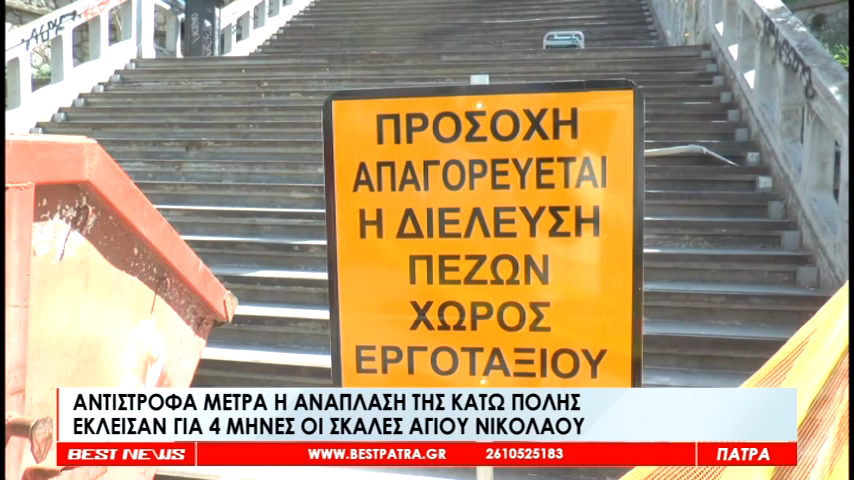 ΠΡΟΣΟΧΗ
ΑΠΑΓΟΡΕΥΕΤΑΙ
Η ΔΙΕΛΕΥΣΗ
ΠΕΖΩΝ
ΧΩΡΟΣ
ΕΡΓΟΤΑΞΙΟΥ
ΑΝΤΙΣΤΡΟΦΑ ΜΕΤΡΑ Η ΑΝΑΠΛΑΣΗ ΤΗΣ ΚΑΤΩ ΠΟΛΗΣ
ΕΚΛΕΙΣΑΝ ΓΙΑ 4 ΜΗΝΕΣ ΟΙ ΣΚΑΛΕΣ ΑΓΙΟΥ ΝΙΚΟΛΑΟΥ
BEST NEWS WWW.BESTPATRA.GR 2610525183 ΠΑΤΡΑ